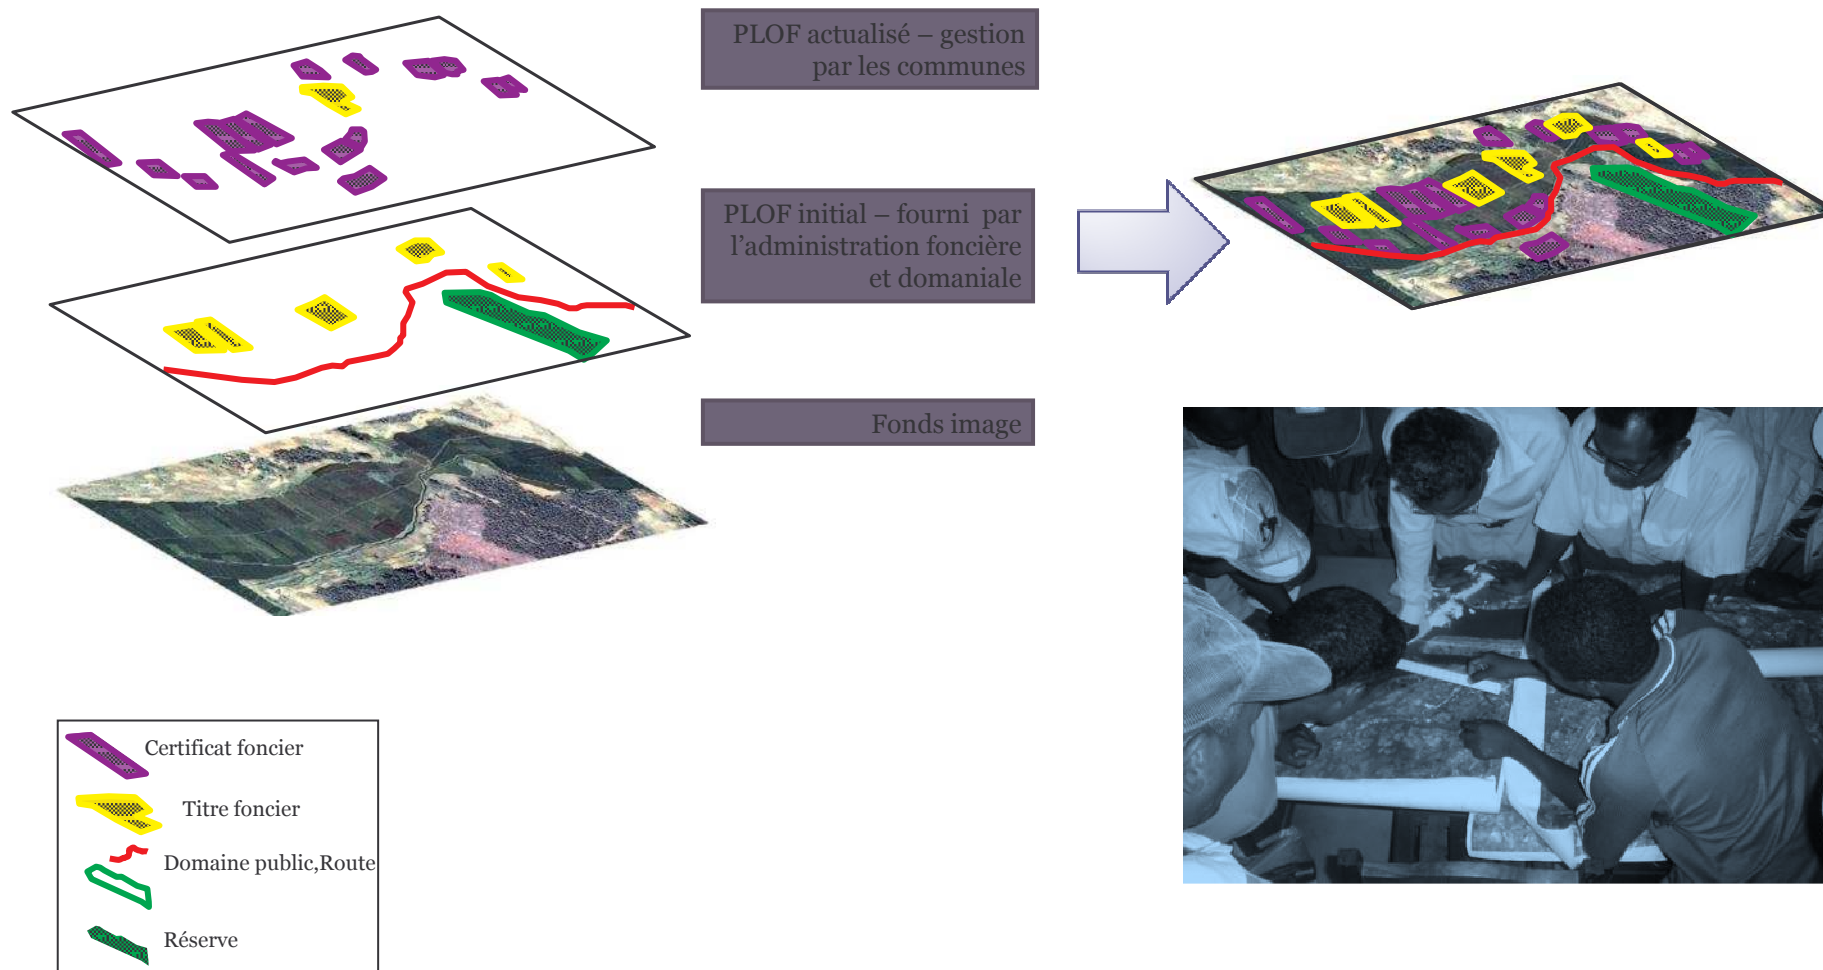 PLOF actualisé – gestion
par les communes
PLOF initial – fourni par
l’administration foncière
et domaniale
Fonds image
Certificat foncier
Titre foncier
Domaine public,Route
Réserve